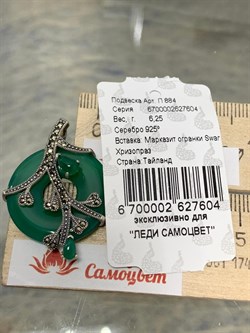 Подвеска Арт. П 884
Серия 6700002627604
Вес, г. 6,25
Серебро 925°
Вставка: Марказит огранки Swar
Хризопраз
Страна Тайланд
6 700002 627604
эксклюзивно для
"ЛЕДИ САМОЦВЕТ"
Самоцвет